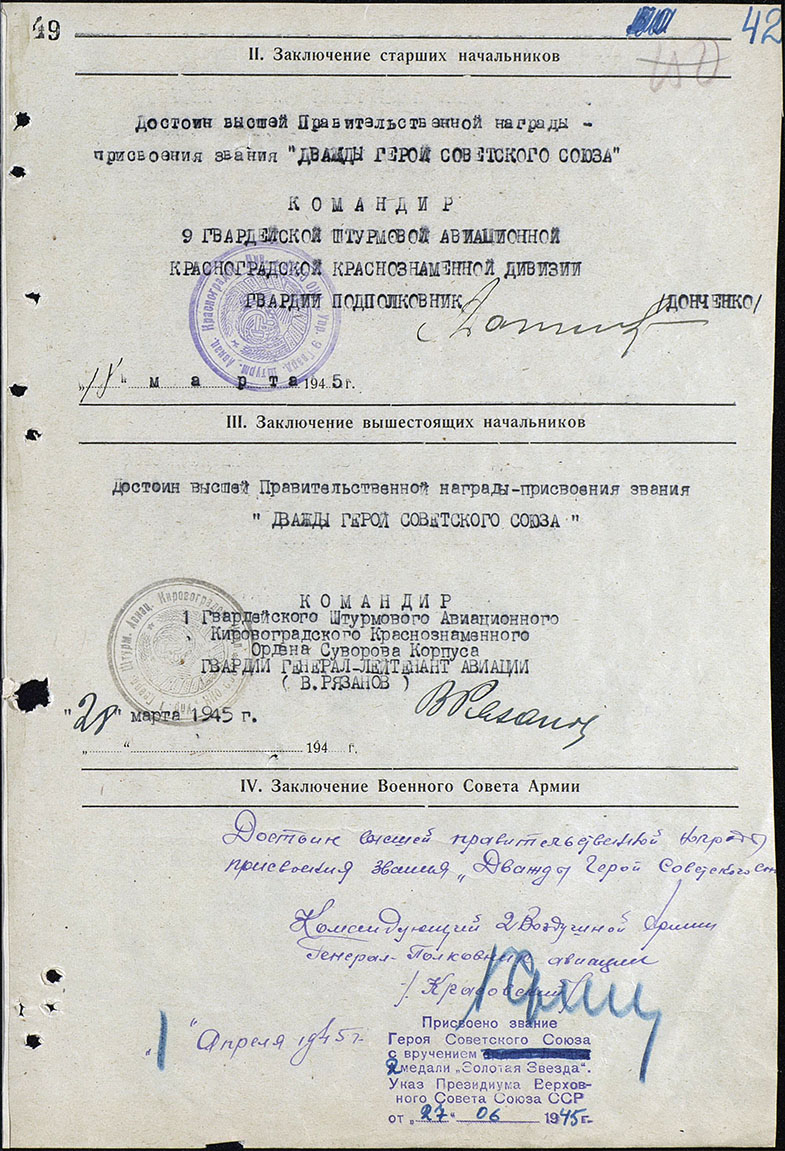 49
42
II. Заключение старших начальников
Достоин высшей Правительственной награды -
присвоения звания "ДВАЖДЫ ГЕРОЙ СОВЕТСКОГО СОЮЗА"
КОМАНДИР
9 ГВАРДЕЙСКОЙ ШТУРМОВОЙ АВИАЦИОННОЙ
КРАСНОГРАДСКОЙ КРАСНОЗНАМЕННОЙ ДИВИЗИИ
ГВАРДИИ ПОДПОЛКОВНИК /ДОНЧЕНКО/
марта 1945 г.
III. Заключение вышестоящих начальников
Достоин высшей Правительственной награды-присвоения звания
" ДВАЖДЫ ГЕРОЙ СОВЕТСКОГО СОЮЗА "
КОМАНДИР
1 Гвардейского Штурмового Авиационного
Кировоградского Краснознаменного
Ордена Суворова Корпуса
ГВАРДИИ ГЕНЕРАЛ-ЛЕЙТЕНАНТ АВИАЦИИ
( В.РЯЗАНОВ )
"28" марта 1945 г.
В Рязанов
„ “ 194 г.
IV. Заключение Военного Совета Армии
Достоин высшей правительственной награды
присвоения звания „Дважды Герой Советского
Командующий 2 Воздушной Армии
Генерал-Полковник авиации
/Красовский/
„1“ Апреля 1945 г.
Присвоено звание
Героя Советского Союза
с вручением
2 медали „Золотая Звезда".
Указ Президиума Верхов-
ного Совета Союза ССР
от „27" 06 1945 г.